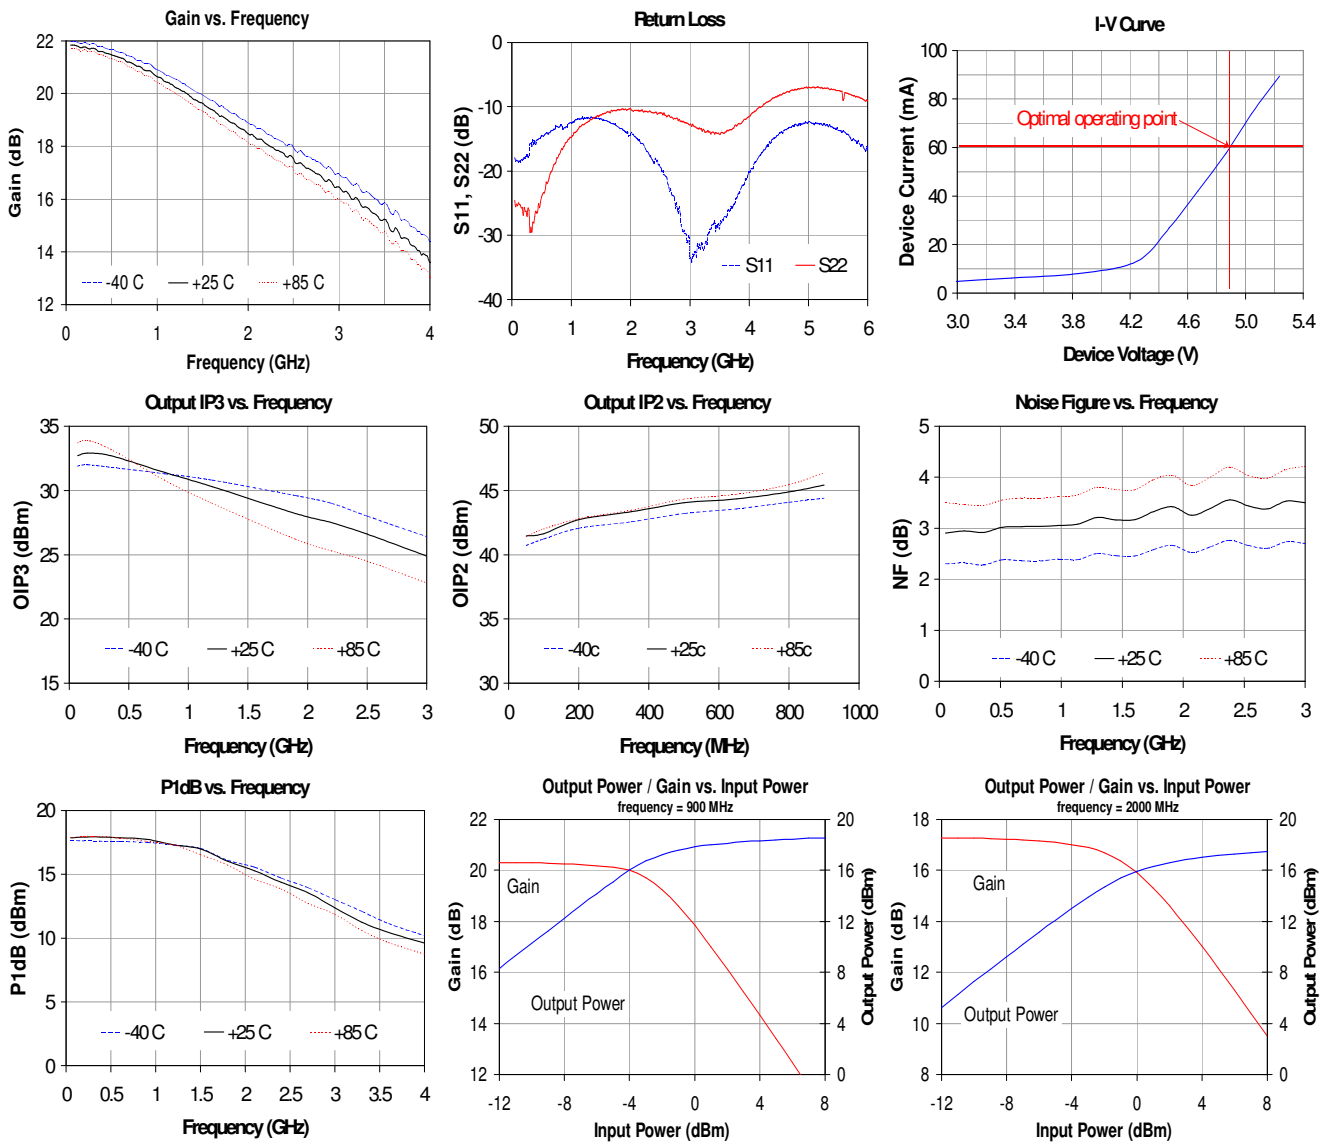 Gain vs. Frequency
Gain (dB)
22
20
18
16
14
12
-40 C
+25 C
+85 C
0
1
2
3
4
Frequency (GHz)
Return Loss
S11, S22 (dB)
0
-10
-20
-30
-40
S11
S22
0
1
2
3
4
5
6
Frequency (GHz)
I-V Curve
Device Current (mA)
100
80
60
40
20
0
Optimal operating point
3.0
3.4
3.8
4.2
4.6
5.0
5.4
Device Voltage (V)
Output IP3 vs. Frequency
OIP3 (dBm)
35
30
25
20
15
-40 C
+25 C
+85 C
0
0.5
1
1.5
2
2.5
3
Frequency (GHz)
Output IP2 vs. Frequency
OIP2 (dBm)
50
45
40
35
30
-40c
+25c
+85c
0
200
400
600
800
1000
Frequency (MHz)
Noise Figure vs. Frequency
NF (dB)
5
4
3
2
1
0
-40 C
+25 C
+85 C
0
0.5
1
1.5
2
2.5
3
Frequency (GHz)
P1dB vs. Frequency
P1dB (dBm)
20
15
10
5
0
-40 C
+25 C
+85 C
0
0.5
1
1.5
2
2.5
3
3.5
4
Frequency (GHz)
Output Power / Gain vs. Input Power
frequency = 900 MHz
Gain (dB)
22
20
18
16
14
12
Gain
Output Power
20
16
12
8
4
0
Output Power (dBm)
-12
-8
-4
0
4
8
Input Power (dBm)
Output Power / Gain vs. Input Power
frequency = 2000 MHz
Gain (dB)
18
16
14
12
10
8
Gain
Output Power
20
16
12
8
4
0
Output Power (dBm)
-12
-8
-4
0
4
8
Input Power (dBm)